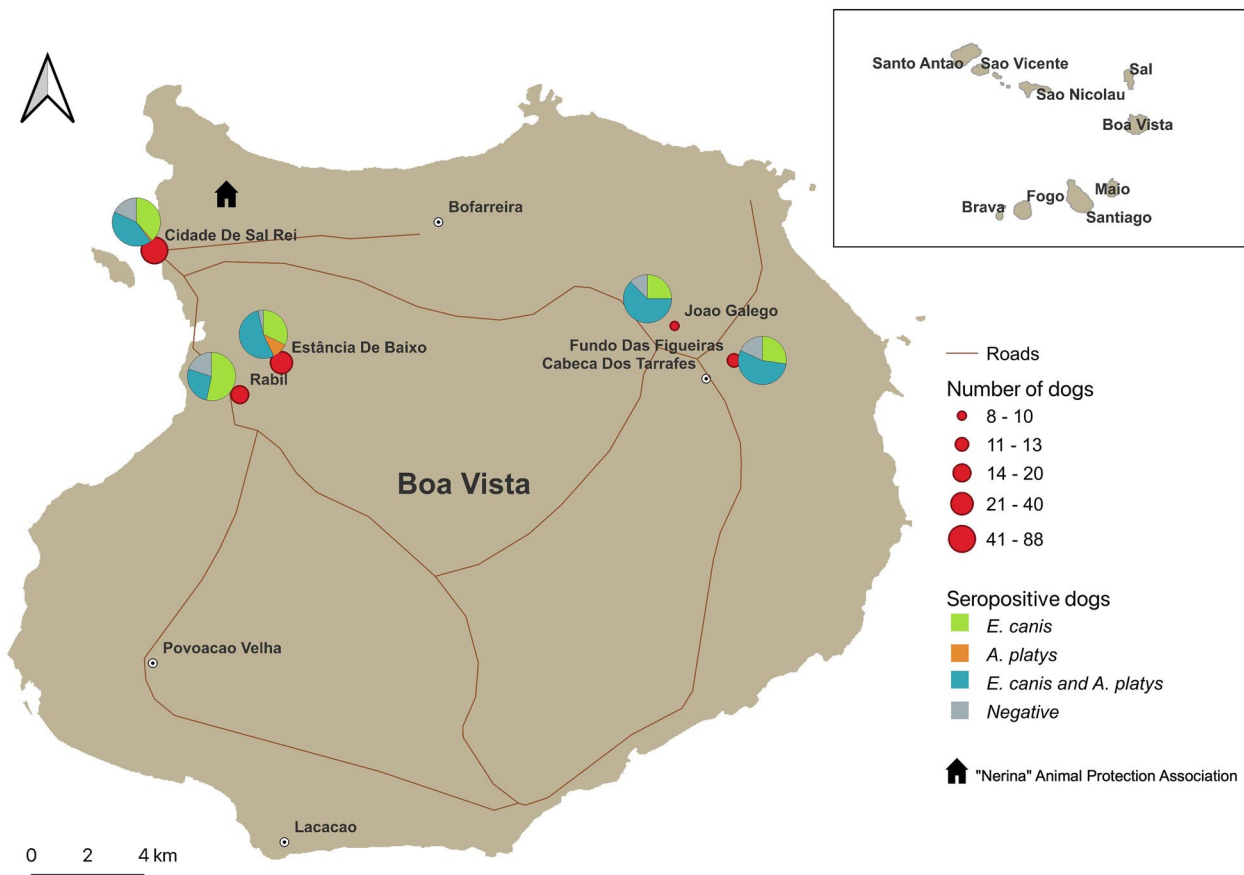 Santo Antao
Sao Vicente
Sal
Sao Nicolau
Boa Vista
Fogo
Maio
Brava
Santiago
Bofarreira
Cidade De Sal Rei
Joao Galego
Estância De Baixo
Fundo Das Figueiras
Cabeca Dos Tarrafes
Rabil
Boa Vista
Povoacao Velha
Lacacao
0 2 4 km
Roads
Number of dogs
8 - 10
11 - 13
14 - 20
21 - 40
41 - 88
Seropositive dogs
E. canis
A. platys
E. canis and A. platys
Negative
"Nerina" Animal Protection Association